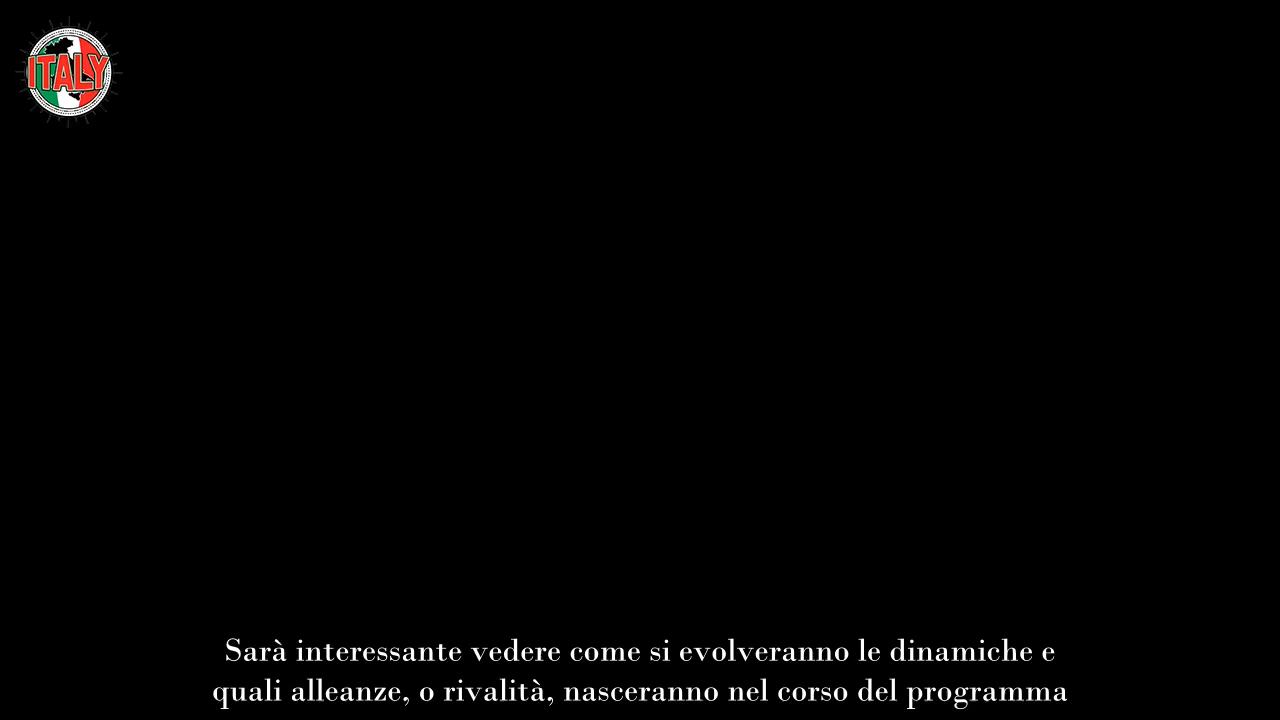 ITALY
Sarà interessante vedere come si evolveranno le dinamiche e
quali alleanze, o rivalità, nasceranno nel corso del programma